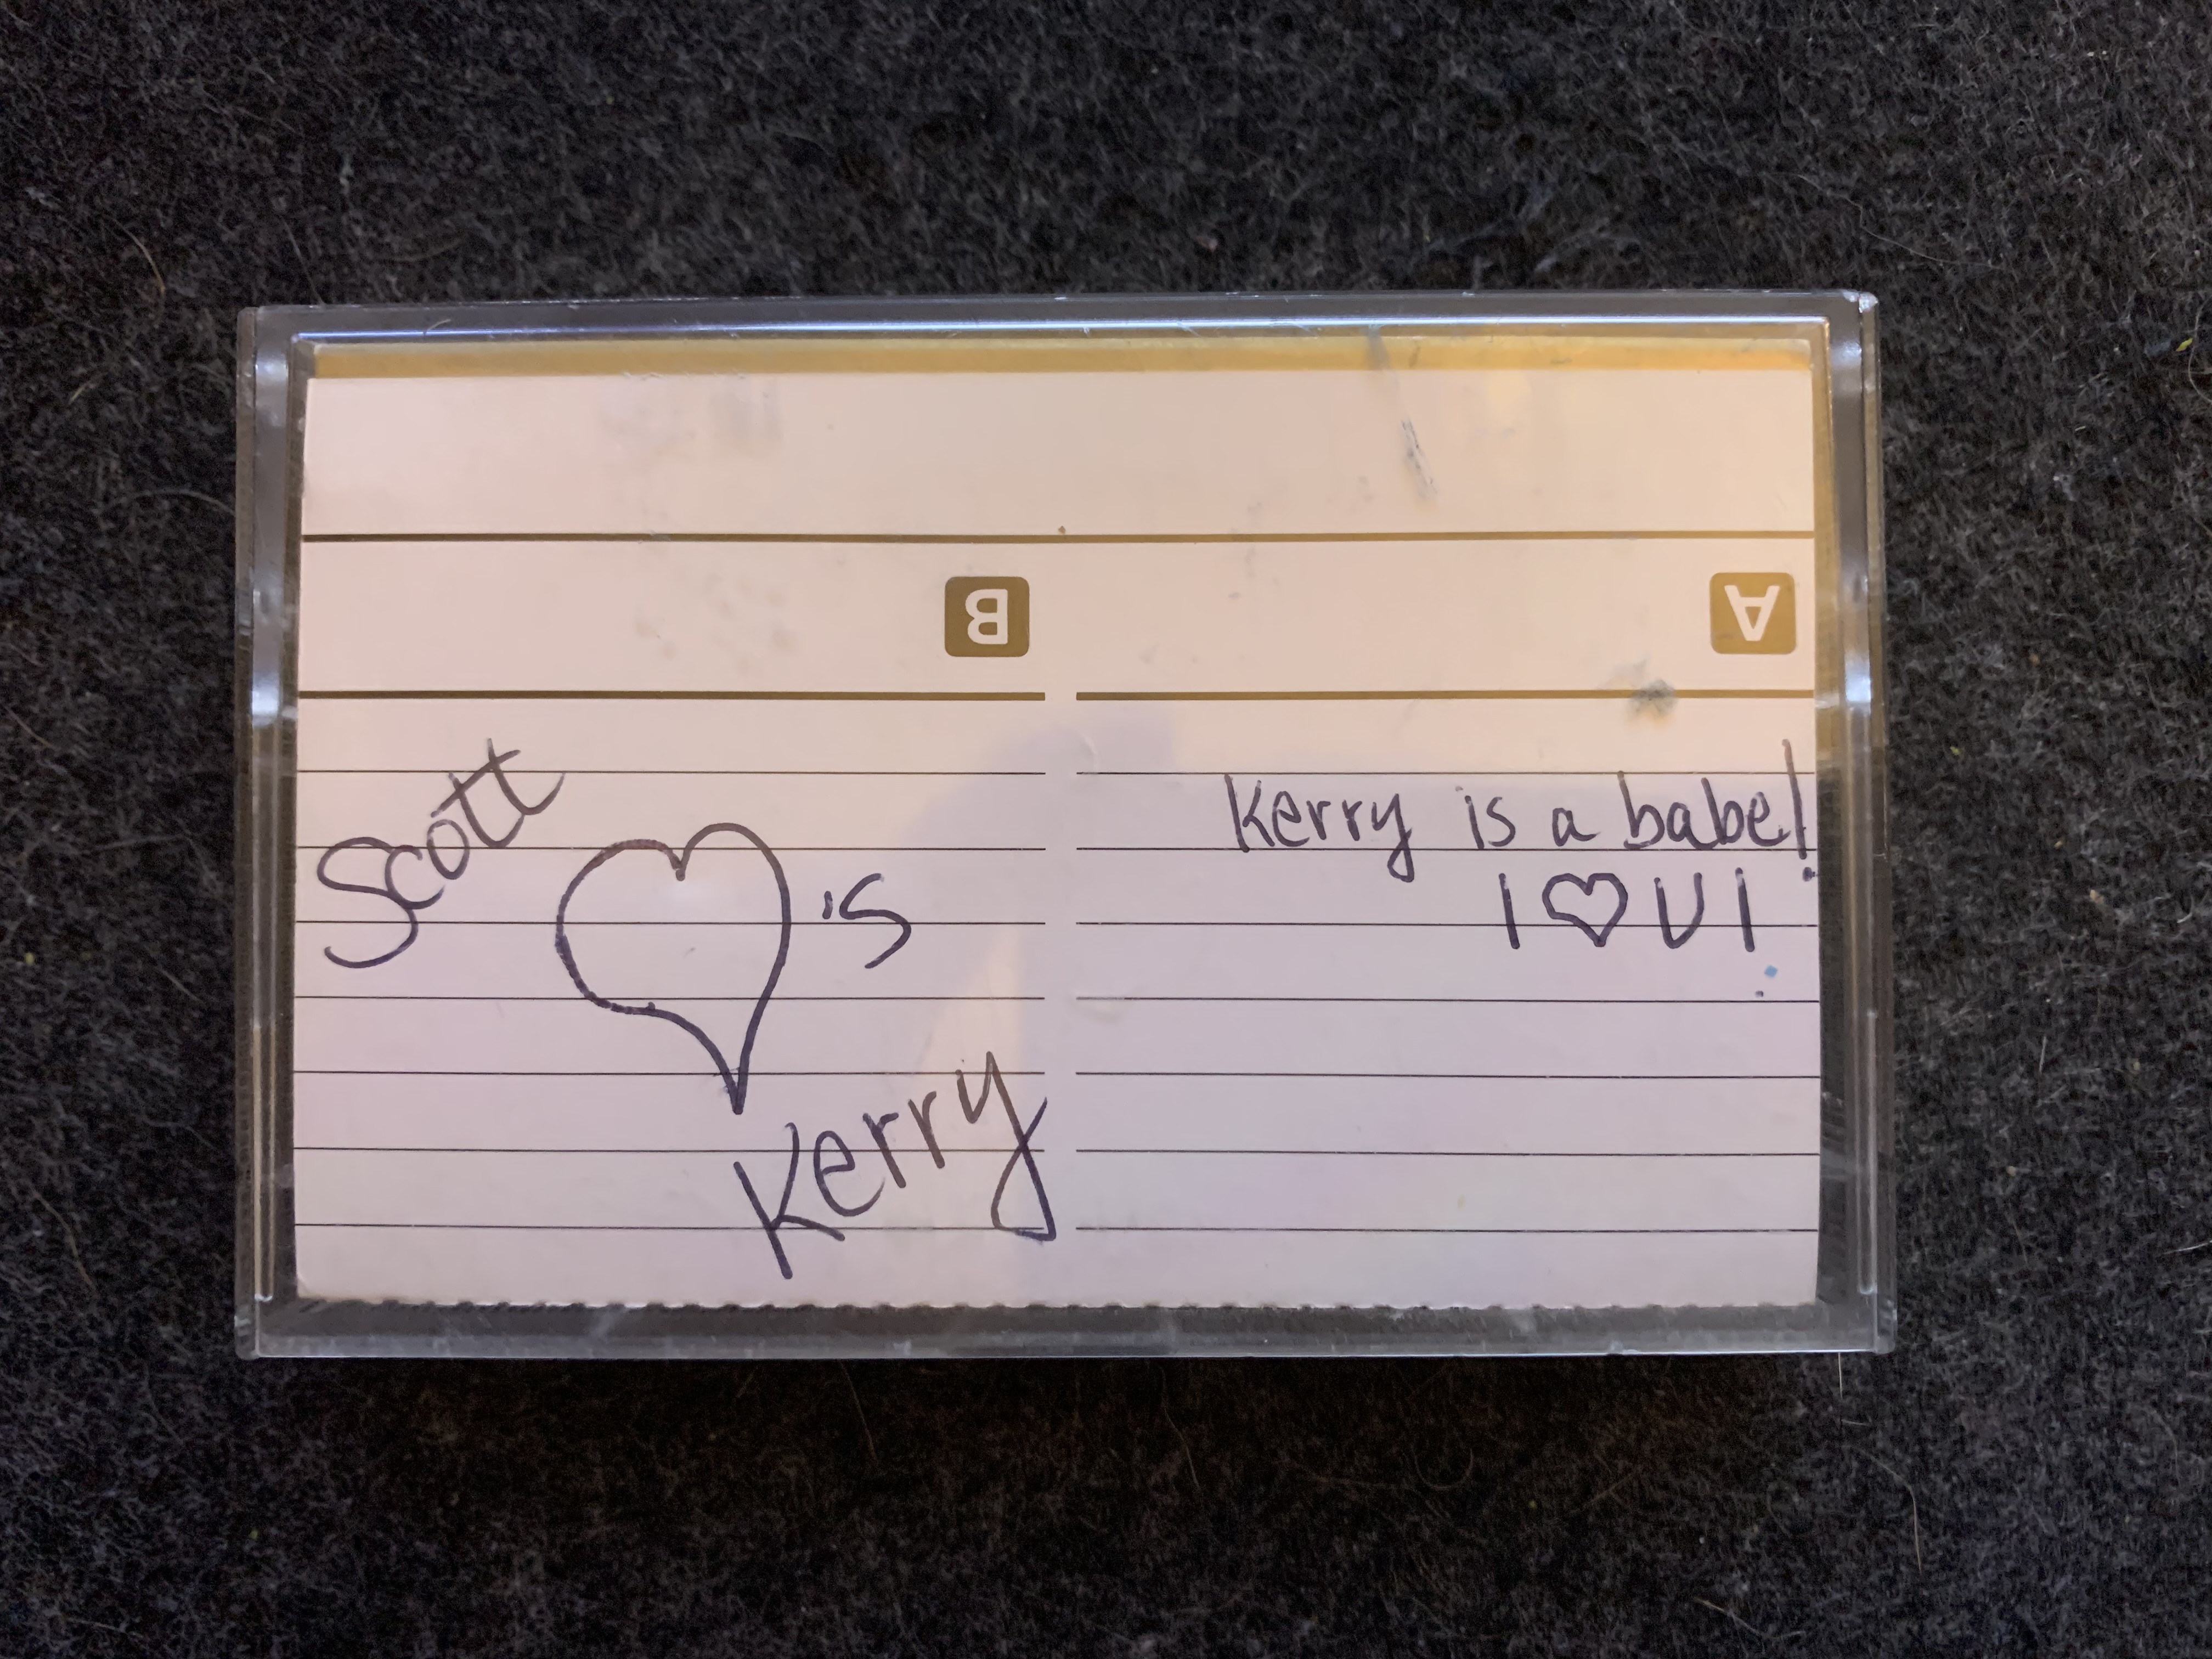 B
A
Scott
♡'s
Kerry
Kerry is a babe!
I ♡ U!